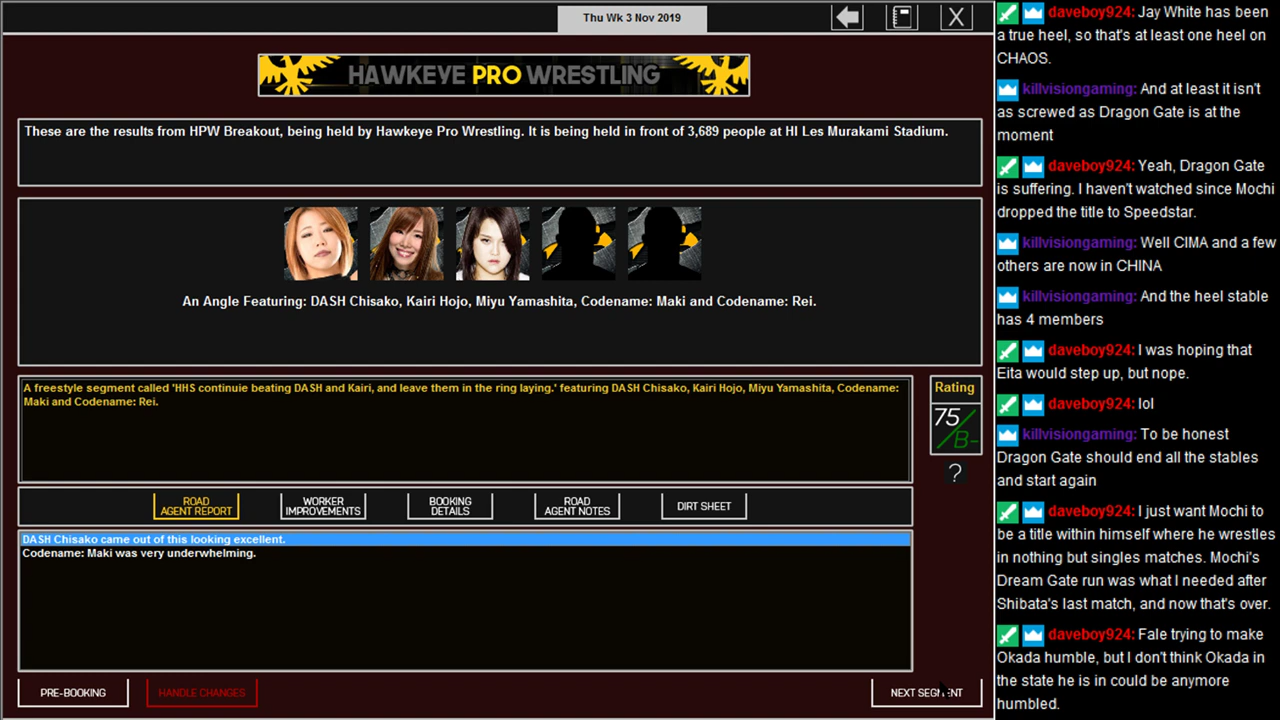 Thu Wk 3 Nov 2019
HAWKEYE PRO WRESTLING
These are the results from HPW Breakout, being held by Hawkeye Pro Wrestling. It is being held in front of 3,689 people at HI Les Murakami Stadium.
An Angle Featuring: DASH Chisako, Kairi Hojo, Miyu Yamashita, Codename: Maki and Codename: Rei.
A freestyle segment called 'HHS continuie beating DASH and Kairi, and leave them in the ring laying.' featuring DASH Chisako, Kairi Hojo, Miyu Yamashita, Codename:
Maki and Codename: Rei.
Rating
75
B-
?
ROAD
AGENT REPORT
WORKER
IMPROVEMENTS
BOOKING
DETAILS
ROAD
AGENT NOTES
DIRT SHEET
DASH Chisako came out of this looking excellent.
Codename: Maki was very underwhelming.
PRE-BOOKING
HANDLE CHANGES
NEXT SEGMENT
daveboy924: Jay White has been
a true heel, so that's at least one heel on
CHAOS.
killvisiongaming: And at least it isn't
as screwed as Dragon Gate is at the
moment
daveboy924: Yeah, Dragon Gate
is suffering. I haven't watched since Mochi
dropped the title to Speedstar.
killvisiongaming: Well CIMA and a few
others are now in CHINA
killvisiongaming: And the heel stable
has 4 members
daveboy924: I was hoping that
Eita would step up, but nope.
daveboy924: lol
killvisiongaming: To be honest
Dragon Gate should end all the stables
and start again
daveboy924: I just want Mochi to
be a title within himself where he wrestles
in nothing but singles matches. Mochi's
Dream Gate run was what I needed after
Shibata's last match, and now that's over.
daveboy924: Fale trying to make
Okada humble, but I don't think Okada in
the state he is in could be anymore
humbled.